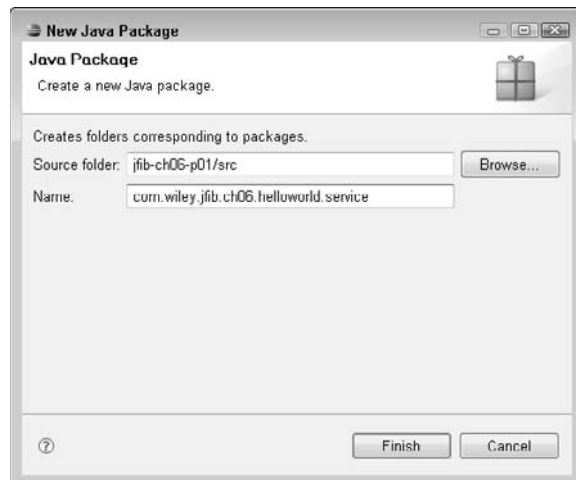 New Java Package
Java Package
Create a new Java package.
Creates folders corresponding to packages.
Source folder: jfib-ch06-p01/src Browse...
Name: com.wiley.jfib.ch06.helloworld.service
Finish Cancel